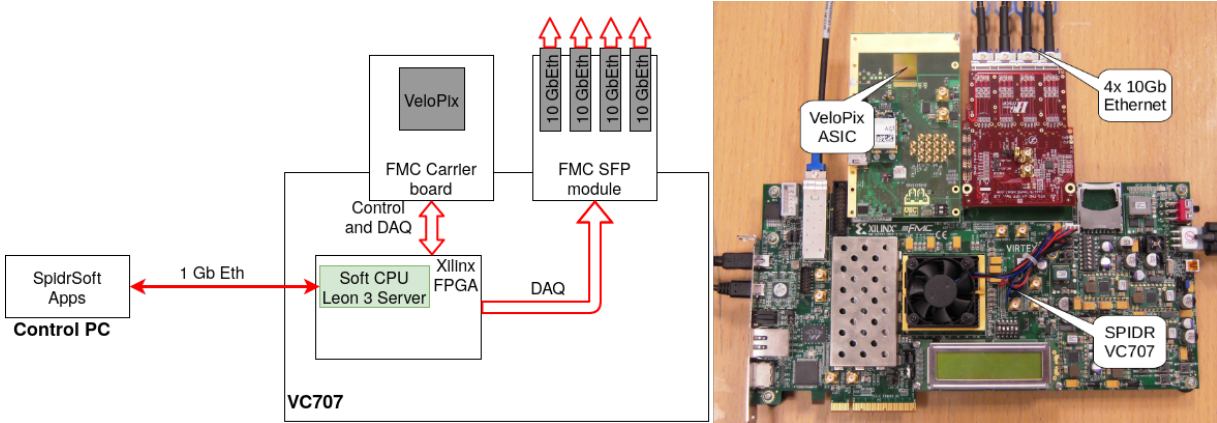 10 GbEth
10 GbEth
10 GbEth
10 GbEth
VeloPIx
FMC Carrier
board
FMC SFP
module
Control
and DAQ
SpIdrSoft
Apps
Control PC
1 Gb Eth
Soft CPU
Leon 3 Server
Xilinx
FPGA
DAQ
VC707
VeloPix
ASIC
4x 10Gb
Ethernet
XILINX
FMC
VIRTEX
SPIDR
VC707